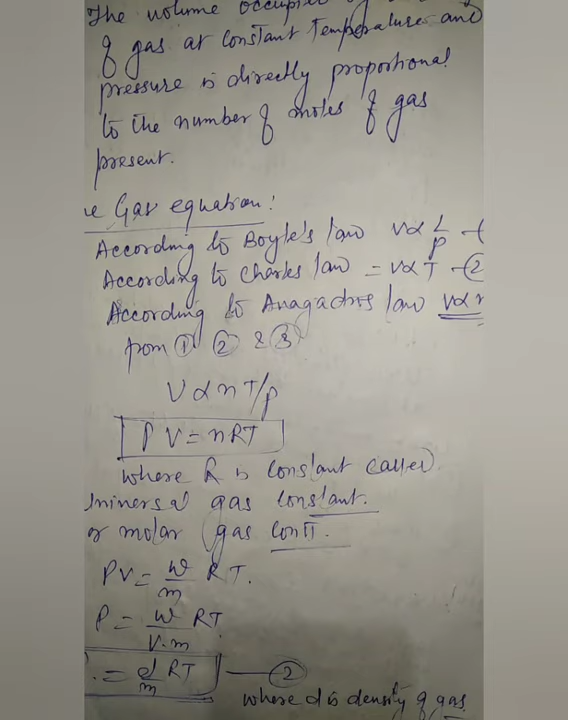 The volume occupied
of gas at constant Temperature and
pressure is directly proportional
to the number of moles of gas
present.
Gas equation:
According to Boyle's law V∝ 1/p -(
According to Charles law = V∝T -(2
According to Anagadros law V∝n
from ① ② & ③
V∝nT/p
PV=nRT
where R is constant called
Universal gas constant.
or molar gas constt.
PV= w/m RT.
P = w/V.m RT
= d/m RT —②
where d is density of gas